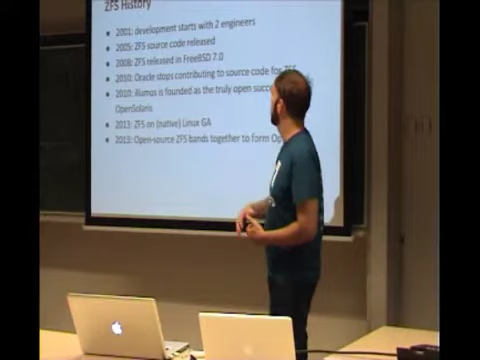 ZFS History
2001: development starts with 2 engineers
2005: ZFS source code released
2008: ZFS released in FreeBSD 7.0
2010: Oracle stops contributing to source code for ZFS
2010: illumos is founded as the truly open
OpenSolaris
2013: ZFS on (native) Linux GA
2013: Open-source ZFS bands together to form